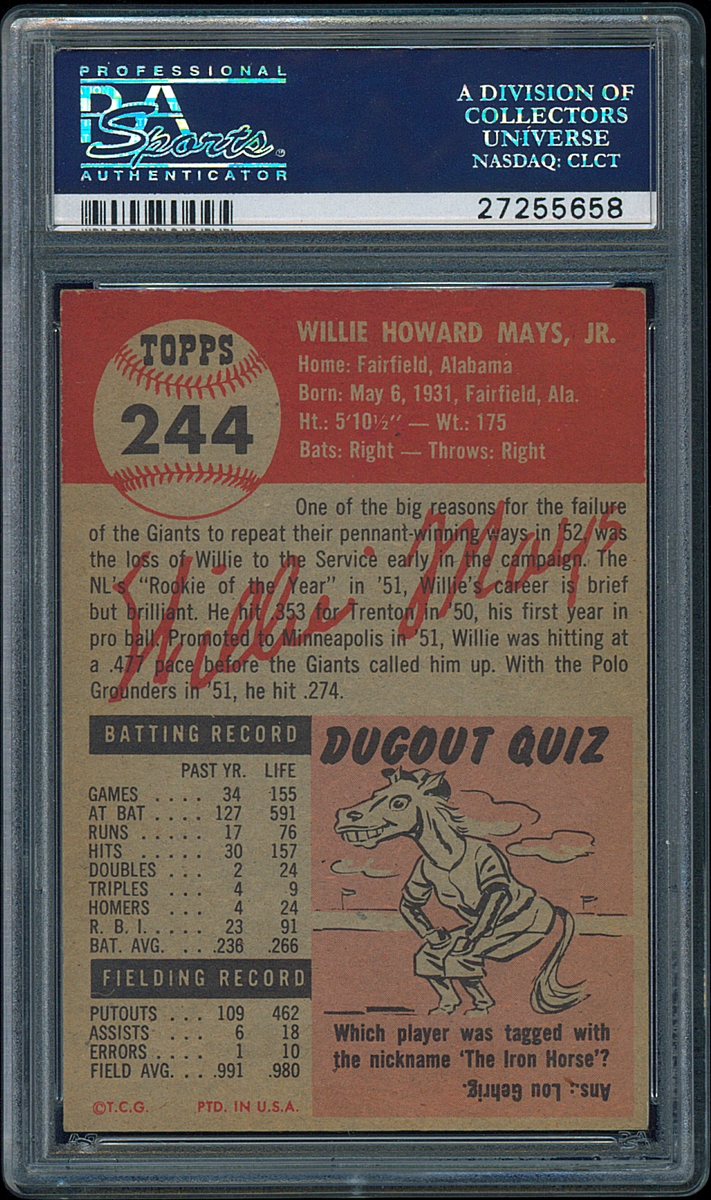 PROFESSIONAL
PSA
Sports
AUTHENTICATOR
A DIVISION OF
COLLECTORS
UNIVERSE
NASDAQ: CLCT
27255658
TOPPS
244
WILLIE HOWARD MAYS, JR.
Home: Fairfield, Alabama
Born: May 6, 1931, Fairfield, Ala.
Ht.: 5'10½" — Wt.: 175
Bats: Right — Throws: Right
One of the big reasons for the failure
of the Giants to repeat their pennant-winning ways in '52, was
the loss of Willie to the Service early in the campaign. The
NL's "Rookie of the Year" in '51, Willie's career is brief
but brilliant. He hit .353 for Trenton in '50, his first year in
pro ball. Promoted to Minneapolis in '51, Willie was hitting at
a .477 pace before the Giants called him up. With the Polo
Grounders in '51, he hit .274.
Willie Mays
BATTING RECORD
PAST YR. LIFE
GAMES .... 34 155
AT BAT .... 127 591
RUNS ..... 17 76
HITS ..... 30 157
DOUBLES ... 2 24
TRIPLES ... 4 9
HOMERS ... 4 24
R. B. I. .... 23 91
BAT. AVG. ... .236 .266
FIELDING RECORD
PUTOUTS ... 109 462
ASSISTS ... 6 18
ERRORS ... 1 10
FIELD AVG. ... .991 .980
©T.C.G. PTD. IN U.S.A.
DUGOUT QUIZ
Which player was tagged with
the nickname 'The Iron Horse'?
Ans.: Lou Gehrig.